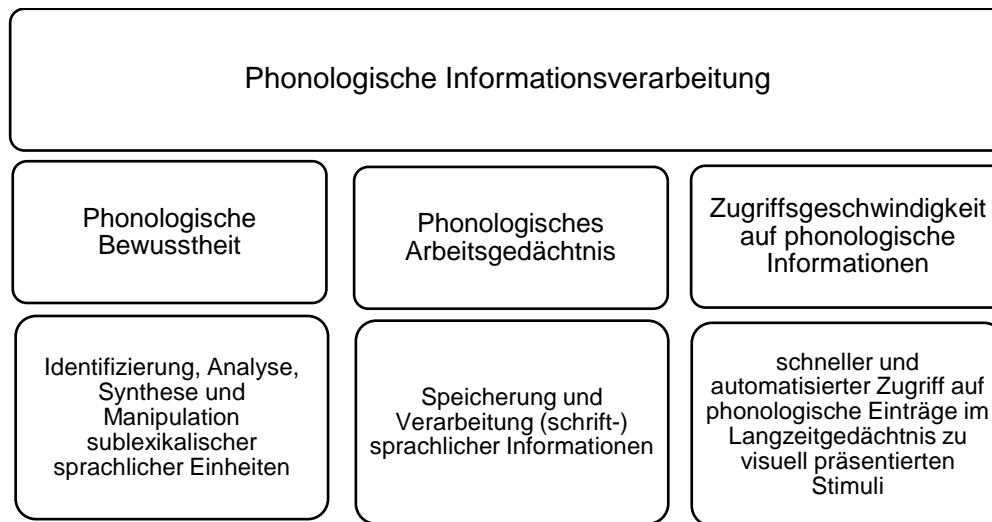 Phonologische Informationsverarbeitung
Phonologische
Bewusstheit
Phonologisches
Arbeitsgedächtnis
Zugriffsgeschwindigkeit
auf phonologische
Informationen
Identifizierung, Analyse,
Synthese und
Manipulation
sublexikalischer
sprachlicher Einheiten
Speicherung und
Verarbeitung (schrift-)
sprachlicher Informationen
schneller und
automatisierter Zugriff auf
phonologische Einträge im
Langzeitgedächtnis zu
visuell präsentierten
Stimuli